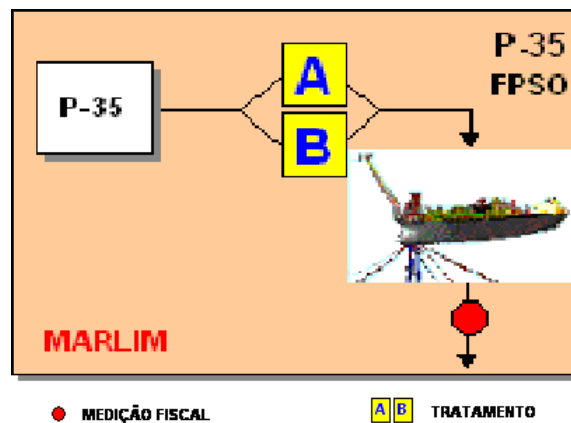 P-35
FPSO
P-35
A
B
MARLIM
MEDIÇÃO FISCAL
A B TRATAMENTO